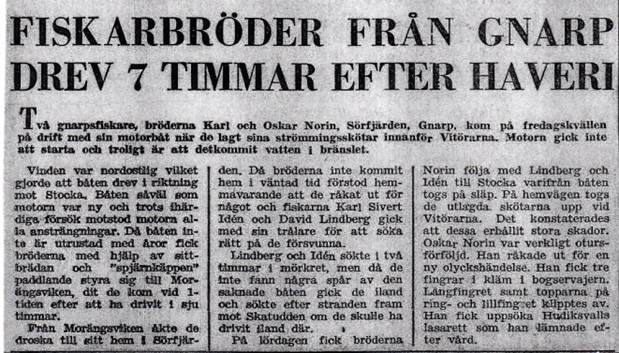 FISKARBRÖDER FRÅN GNARP
DREV 7 TIMMAR EFTER HAVERI
Två gnarpsfiskare, bröderna Karl och Oskar Norin, Sörfjärden, Gnarp, kom på fredagskvällen
på drift med sin motorbåt när de lagt sina strömmingsskötar innanför Vitörarna. Motorn gick inte
att starta och troligt är att detkommit vatten i bränslet.
Vinden var nordostlig vilket
gjorde att båten drev i riktning
mot Stocka. Båten såväl som
motorn var ny och trots ihär-
diga försök motstod motorn al-
la ansträngningar. Då båten in-
te är utrustad med åror fick
bröderna med hjälp av sitt-
brädan och "spjärnkäppen"
paddlande styra sig till Mor-
ängsviken, dit de kom vid 1-
tiden efter att ha drivit i sju
timmar.
Från Morängsviken åkte de
droska till sitt hem i Sörfjär-
den. Då bröderna inte kommit
hem i väntad tid förstod hem-
mavarande att de råkat ut för
något och fiskarna Karl Sivert
Idén och David Lindberg gick
med sin trålare för att söka
rätt på de försvunna.
Lindberg och Idén sökte i två
timmar i mörkret, men då de
inte fann några spår av den
saknade båten gick de iland
och sökte efter stranden fram
mot Skatudden om de skulle ha
drivit iland där.
På lördagen fick bröderna
Norin följa med Lindberg och
Idén till Stocka varifrån båten
togs på släp. På hemvägen togs
de utlagda skötarna upp vid
Vitörarna. Det konstaterades
att dessa erhållit stora skador.
Oskar Norin var verkligt oturs-
förföljd. Han råkade ut för en
ny olyckshändelse. Han fick tre
fingrar i kläm i bogservajern.
Långfingret samt topparna på
ring- och lillfingret klipptes av.
Han fick uppsöka Hudiksvalls
lasarett som han lämnade ef-
ter vård.